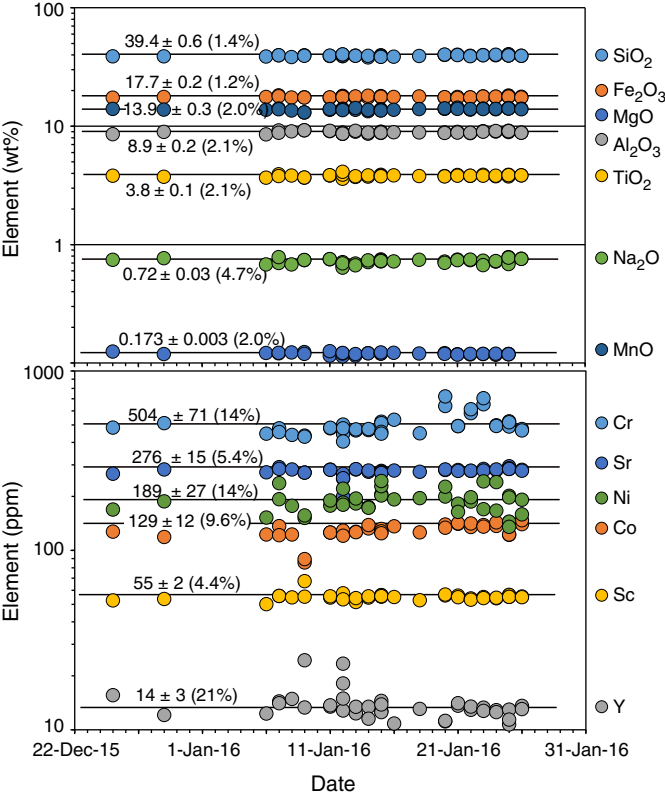 100
39.4 ± 0.6 (1.4%)
SiO₂
17.7 ± 0.2 (1.2%)
Fe₂O₃
13.9 ± 0.3 (2.0%)
MgO
10
8.9 ± 0.2 (2.1%)
Al₂O₃
3.8 ± 0.1 (2.1%)
TiO₂
Element (wt%)
1
0.72 ± 0.03 (4.7%)
Na₂O
0.173 ± 0.003 (2.0%)
MnO
1000
504 ± 71 (14%)
Cr
276 ± 15 (5.4%)
Sr
189 ± 27 (14%)
Ni
129 ± 12 (9.6%)
Co
100
Element (ppm)
55 ± 2 (4.4%)
Sc
14 ± 3 (21%)
Y
10
22-Dec-15 1-Jan-16 11-Jan-16 21-Jan-16 31-Jan-16
Date